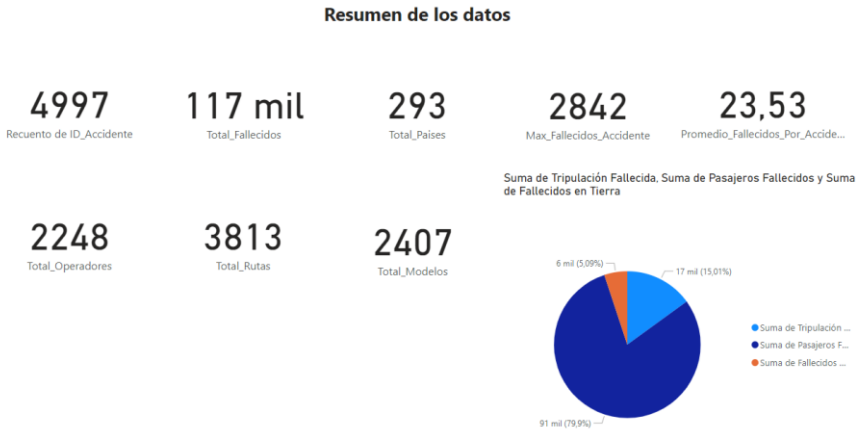 Resumen de los datos
4997
Recuento de ID_Accidente
117 mil
Total_Fallecidos
293
Total_Paises
2842
Max_Fallecidos_Accidente
23,53
Promedio_Fallecidos_Por_Accide...
2248
Total_Operadores
3813
Total_Rutas
2407
Total_Modelos
Suma de Tripulación Fallecida, Suma de Pasajeros Fallecidos y Suma
de Fallecidos en Tierra
6 mil (5,09%)
17 mil (15,01%)
91 mil (79,9%)
Suma de Tripulación ...
Suma de Pasajeros F...
Suma de Fallecidos ...